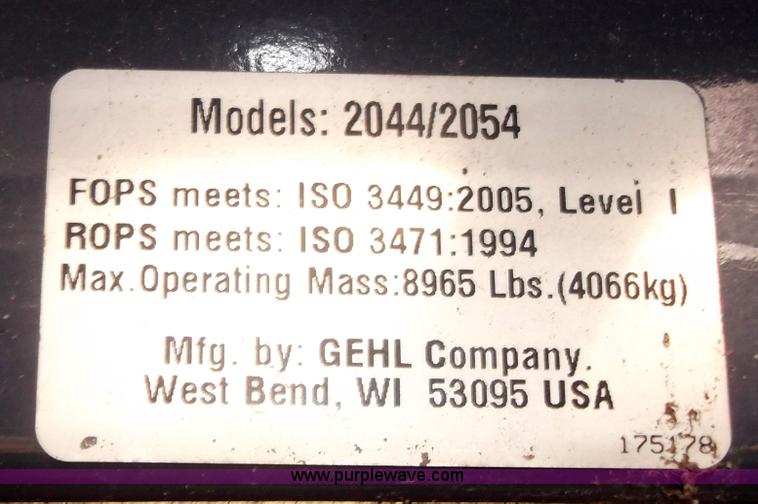 Models: 2044/2054
FOPS meets: ISO 3449:2005, Level I
ROPS meets: ISO 3471:1994
Max.Operating Mass:8965 Lbs.(4066kg)
Mfg. by: GEHL Company.
West Bend, WI 53095 USA
175178
www.purplewave.com